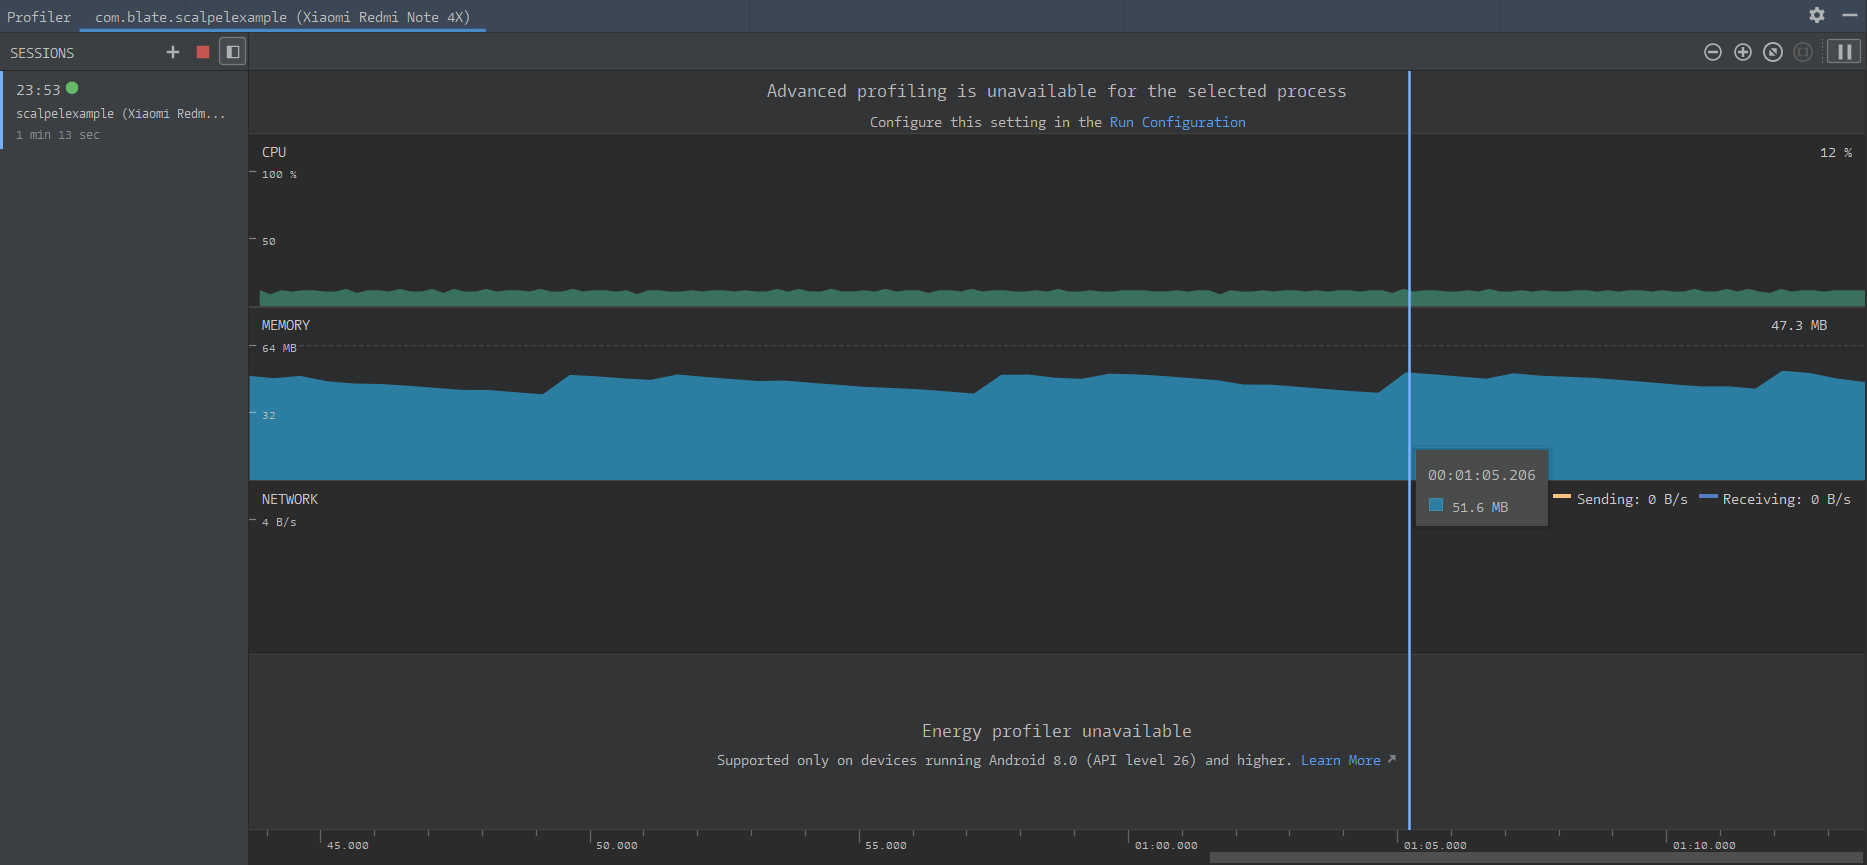 Profiler com.blate.scalpelexample (Xiaomi Redmi Note 4X)
SESSIONS
23:53
scalpelexample (Xiaomi Redm...
1 min 13 sec
Advanced profiling is unavailable for the selected process
Configure this setting in the Run Configuration
CPU 12 %
100 %
50
MEMORY 47.3 MB
64 MB
32
00:01:05.206
51.6 MB
NETWORK Sending: 0 B/s Receiving: 0 B/s
4 B/s
Energy profiler unavailable
Supported only on devices running Android 8.0 (API level 26) and higher. Learn More
45.000 50.000 55.000 01:00.000 01:05.000 01:10.000